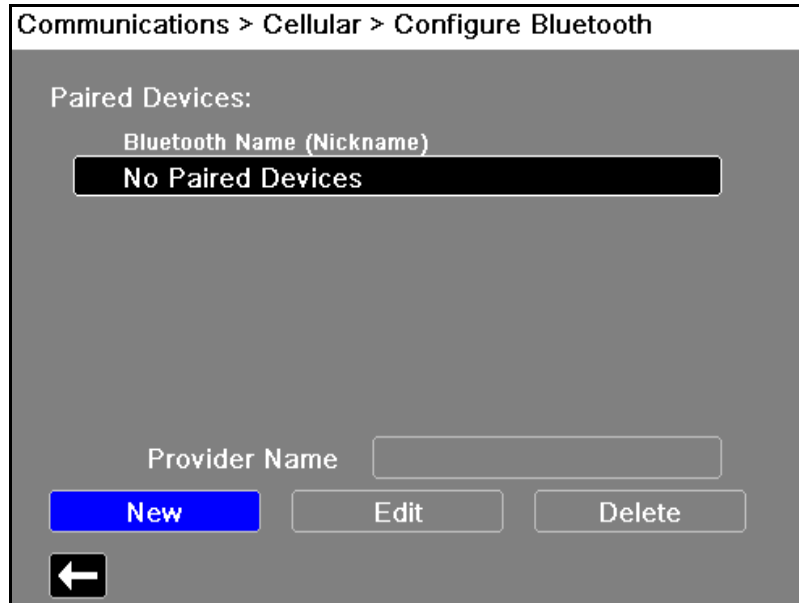 Communications > Cellular > Configure Bluetooth
Paired Devices:
Bluetooth Name (Nickname)
No Paired Devices
Provider Name
New Edit Delete